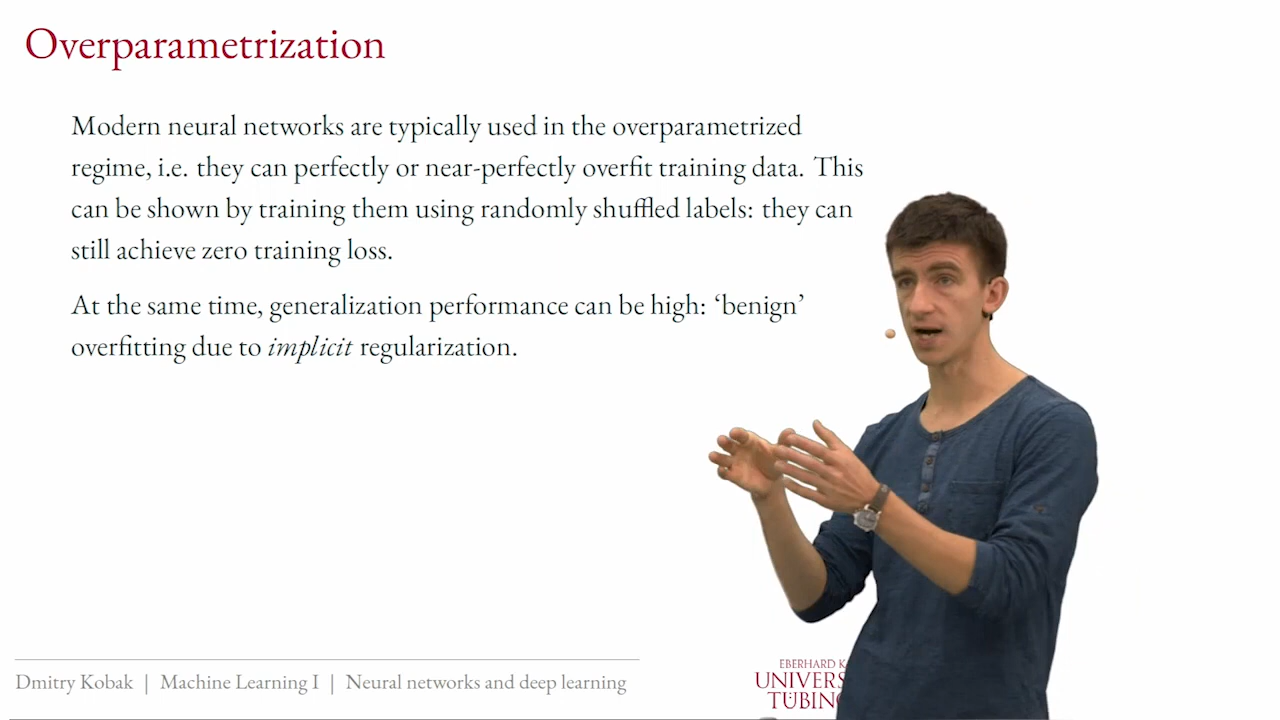 Overparametrization
Modern neural networks are typically used in the overparametrized
regime, i.e. they can perfectly or near-perfectly overfit training data. This
can be shown by training them using randomly shuffled labels: they can
still achieve zero training loss.
At the same time, generalization performance can be high: ‘benign’
overfitting due to implicit regularization.
Dmitry Kobak | Machine Learning I | Neural networks and deep learning
EBERHARD